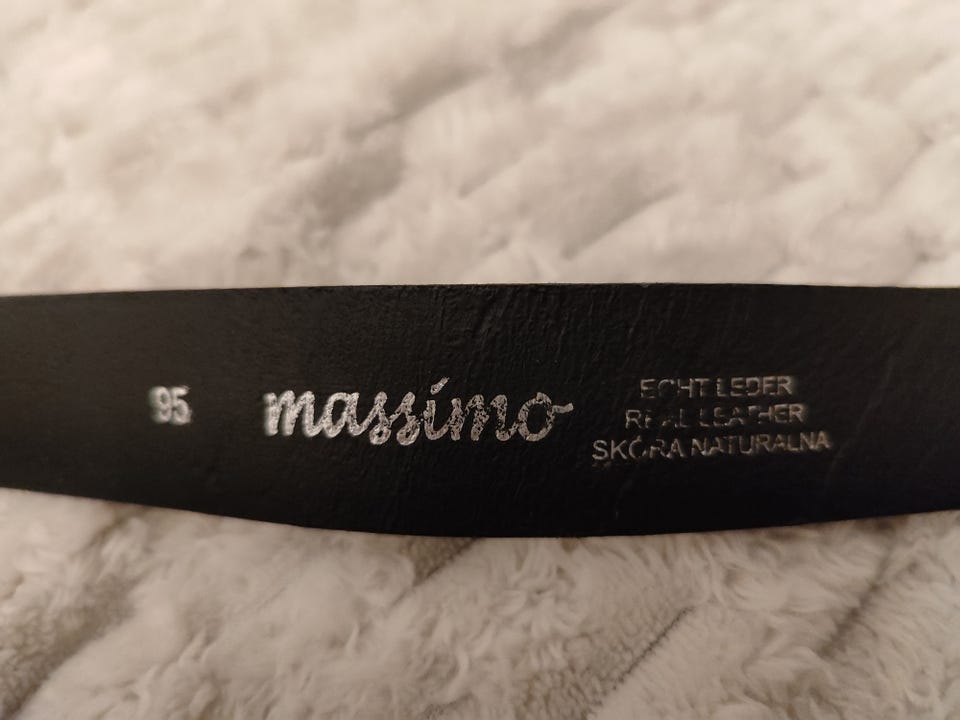 95
massimo
ECHT LEDER
REAL LEATHER
SKÓRA NATURALNA